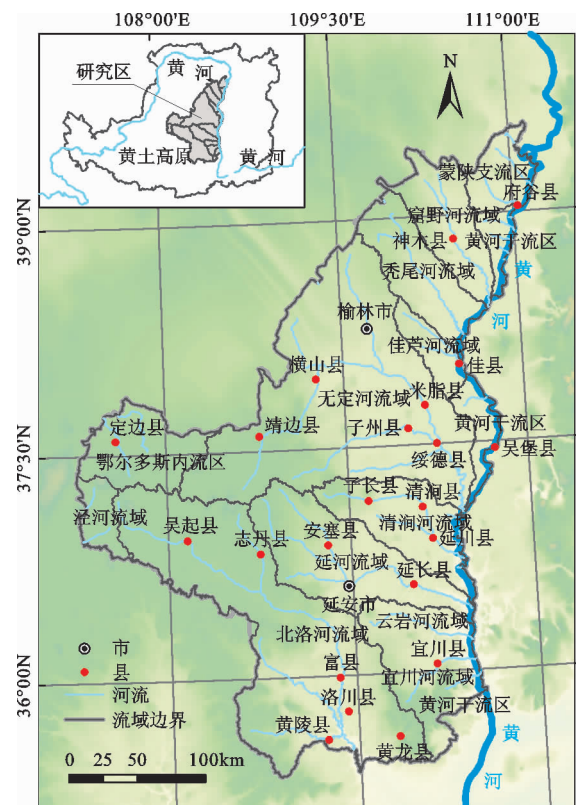 108°00'E
109°30'E
111°00'E
黄 河
研究区
黄土高原
黄 河
N
39°00'N
37°30'N
36°00'N
蒙陕支流区
府谷县
窟野河流域
神木县
黄河干流区
秃尾河流域
黄
河
榆林市
佳芦河流域
佳县
横山县
米脂县
无定河流域
黄河干流区
定边县
靖边县
子州县
吴堡县
绥德县
鄂尔多斯内流区
子长县
清涧县
泾河流域
吴起县
志丹县
安塞县
清涧河流域
延川县
延河流域
延长县
延安市
云岩河流域
北洛河流域
宜川县
富县
宜川河流域
洛川县
黄河干流区
黄陵县
黄龙县
黄
河
市
县
河流
流域边界
0 25 50 100km